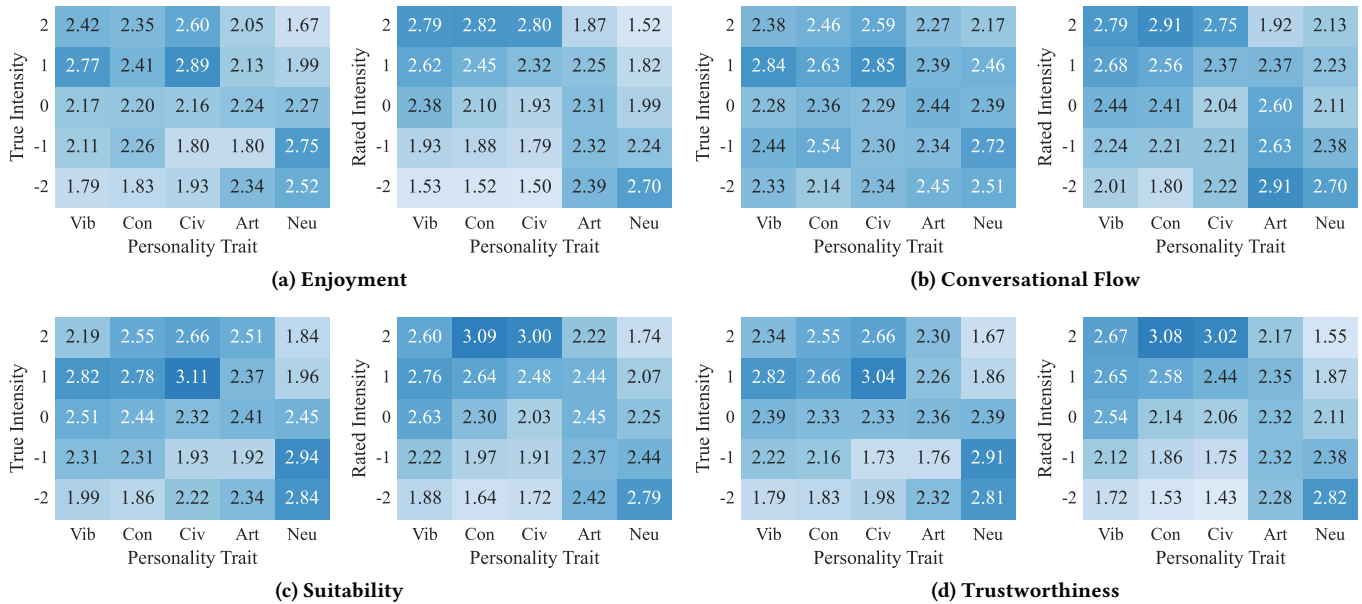 True Intensity
2 2.42 2.35 2.60 2.05 1.67
1 2.77 2.41 2.89 2.13 1.99
0 2.17 2.20 2.16 2.24 2.27
-1 2.11 2.26 1.80 1.80 2.75
-2 1.79 1.83 1.93 2.34 2.52
Vib Con Civ Art Neu
Personality Trait
Rated Intensity
2.79 2.82 2.80 1.87 1.52
2.62 2.45 2.32 2.25 1.82
2.38 2.10 1.93 2.31 1.99
1.93 1.88 1.79 2.32 2.24
1.53 1.52 1.50 2.39 2.70
Vib Con Civ Art Neu
Personality Trait
(a) Enjoyment
True Intensity
2 2.38 2.46 2.59 2.27 2.17
1 2.84 2.63 2.85 2.39 2.46
0 2.28 2.36 2.29 2.44 2.39
-1 2.44 2.54 2.30 2.34 2.72
-2 2.33 2.14 2.34 2.45 2.51
Vib Con Civ Art Neu
Personality Trait
Rated Intensity
2 2.79 2.91 2.75 1.92 2.13
1 2.68 2.56 2.37 2.37 2.23
0 2.44 2.41 2.04 2.60 2.11
-1 2.24 2.21 2.21 2.63 2.38
-2 2.01 1.80 2.22 2.91 2.70
Vib Con Civ Art Neu
Personality Trait
(b) Conversational Flow
True Intensity
2 2.19 2.55 2.66 2.51 1.84
1 2.82 2.78 3.11 2.37 1.96
0 2.51 2.44 2.32 2.41 2.45
-1 2.31 2.31 1.93 1.92 2.94
-2 1.99 1.86 2.22 2.34 2.84
Vib Con Civ Art Neu
Personality Trait
Rated Intensity
2 2.60 3.09 3.00 2.22 1.74
1 2.76 2.64 2.48 2.44 2.07
0 2.63 2.30 2.03 2.45 2.25
-1 2.22 1.97 1.91 2.37 2.44
-2 1.88 1.64 1.72 2.42 2.79
Vib Con Civ Art Neu
Personality Trait
(c) Suitability
True Intensity
2 2.34 2.55 2.66 2.30 1.67
1 2.82 2.66 3.04 2.26 1.86
0 2.39 2.33 2.33 2.36 2.39
-1 2.22 2.16 1.73 1.76 2.91
-2 1.79 1.83 1.98 2.32 2.81
Vib Con Civ Art Neu
Personality Trait
Rated Intensity
2 2.67 3.08 3.02 2.17 1.55
1 2.65 2.58 2.44 2.35 1.87
0 2.54 2.14 2.06 2.32 2.11
-1 2.12 1.86 1.75 2.32 2.38
-2 1.72 1.53 1.43 2.28 2.82
Vib Con Civ Art Neu
Personality Trait
(d) Trustworthiness